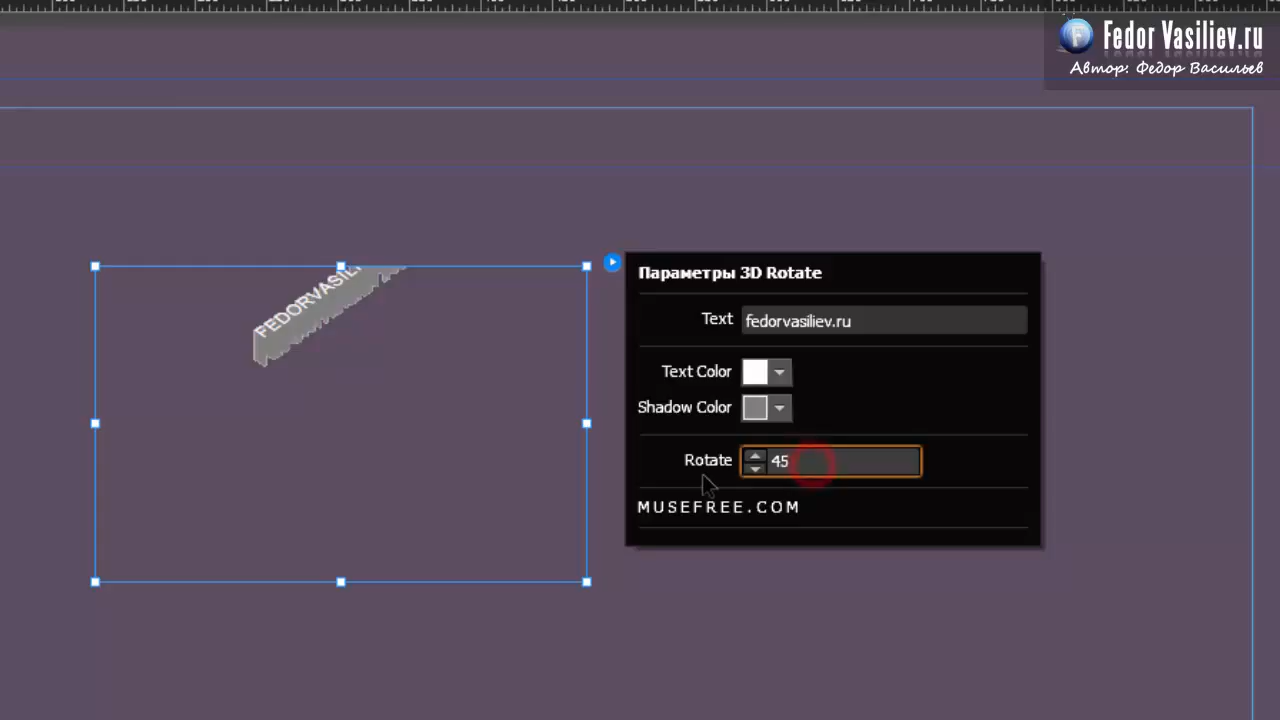 Fedor Vasiliev.ru
Автор: Федор Васильев
FEDORVASILI
Параметры 3D Rotate
Text fedorvasiliev.ru
Text Color
Shadow Color
Rotate 45
MUSEFREE.COM